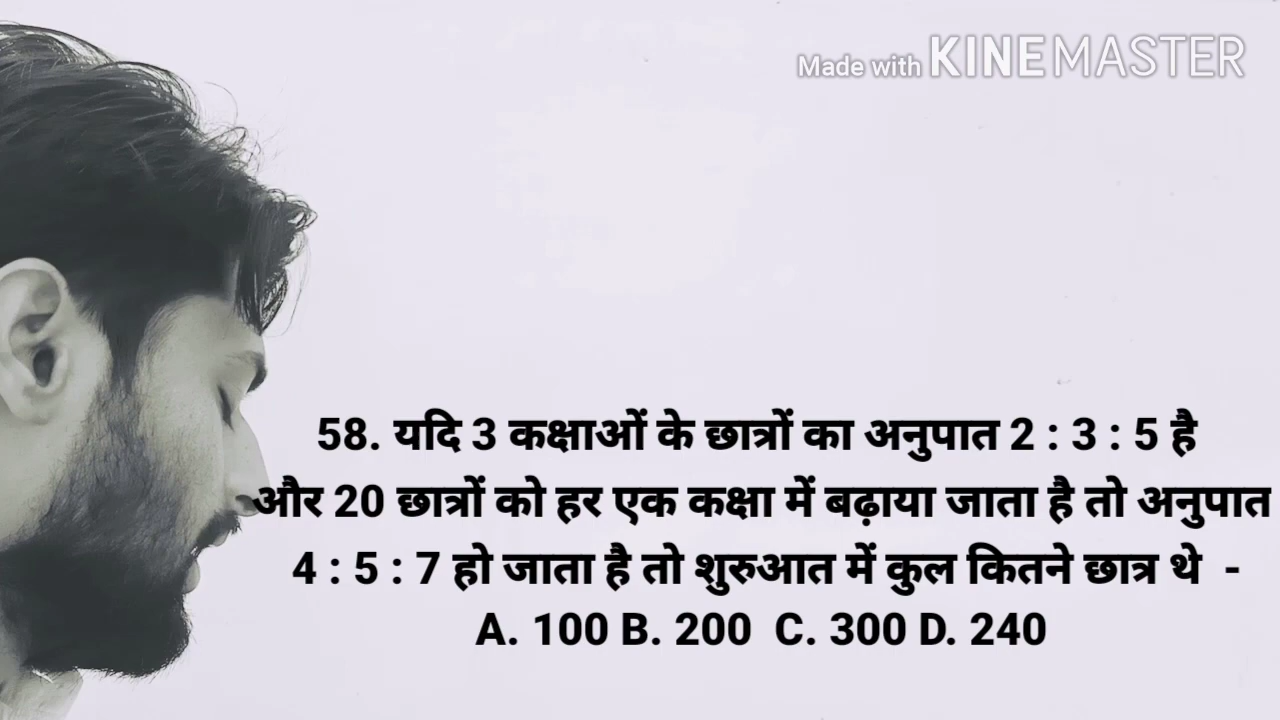 Made with KINEMASTER
58. यदि 3 कक्षाओं के छात्रों का अनुपात 2 : 3 : 5 है
और 20 छात्रों को हर एक कक्षा में बढ़ाया जाता है तो अनुपात
4 : 5 : 7 हो जाता है तो शुरुआत में कुल कितने छात्र थे -
A. 100 B. 200 C. 300 D. 240